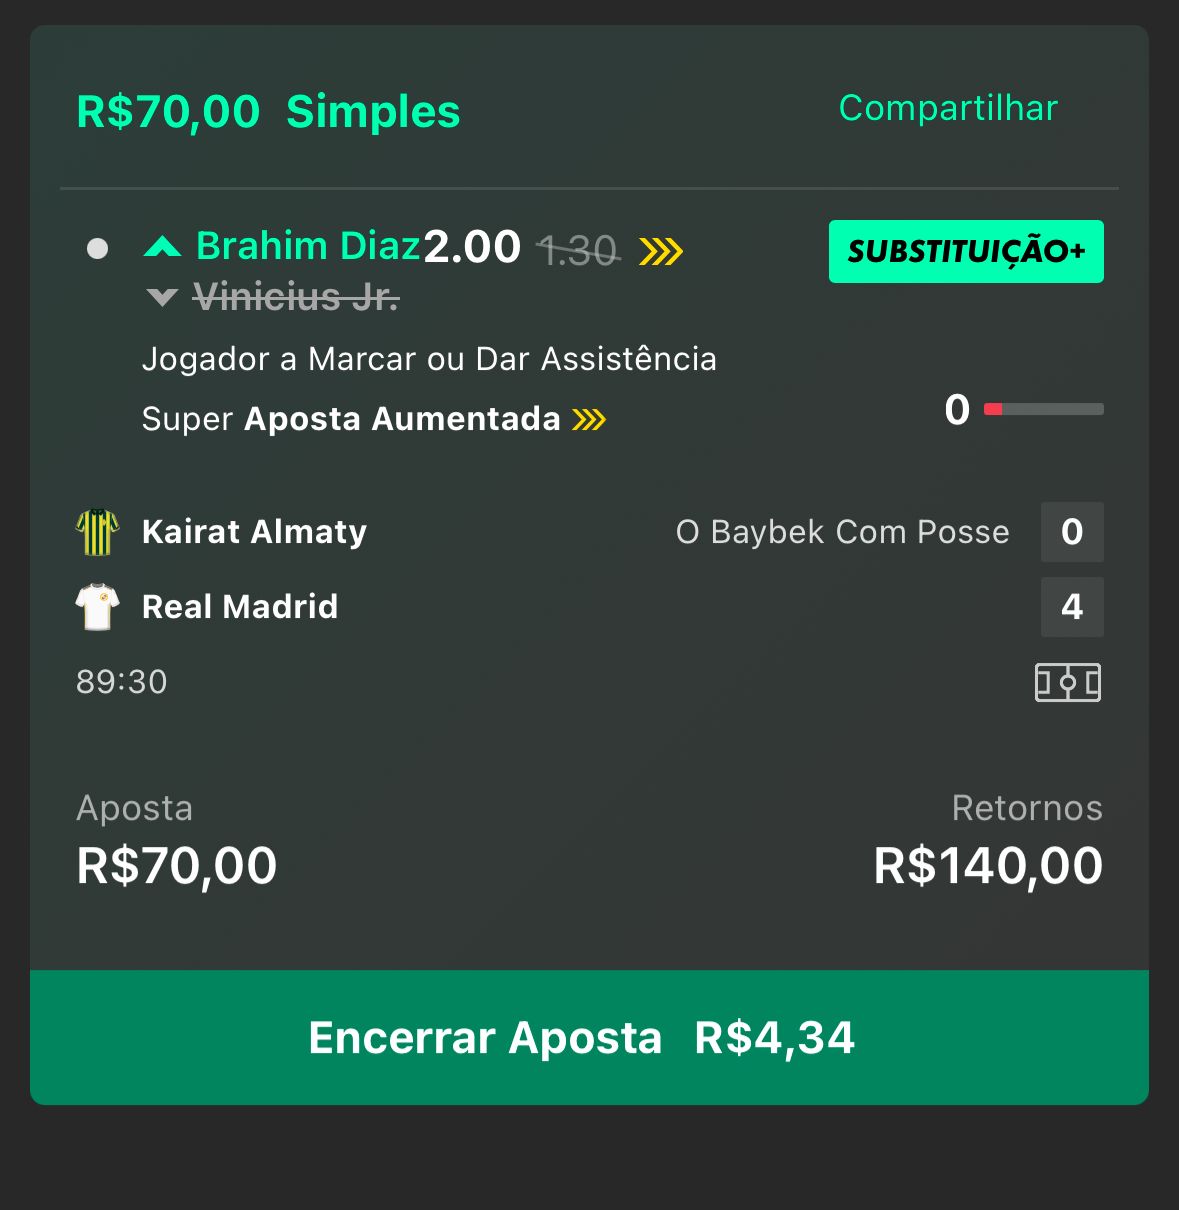 R$70,00 Simples Compartilhar
Brahim Diaz 2.00 1.30 SUBSTITUIÇÃO+
Vinicius Jr.
Jogador a Marcar ou Dar Assistência
Super Aposta Aumentada 0
Kairat Almaty O Baybek Com Posse 0
Real Madrid 4
89:30
Aposta Retornos
R$70,00 R$140,00
Encerrar Aposta R$4,34